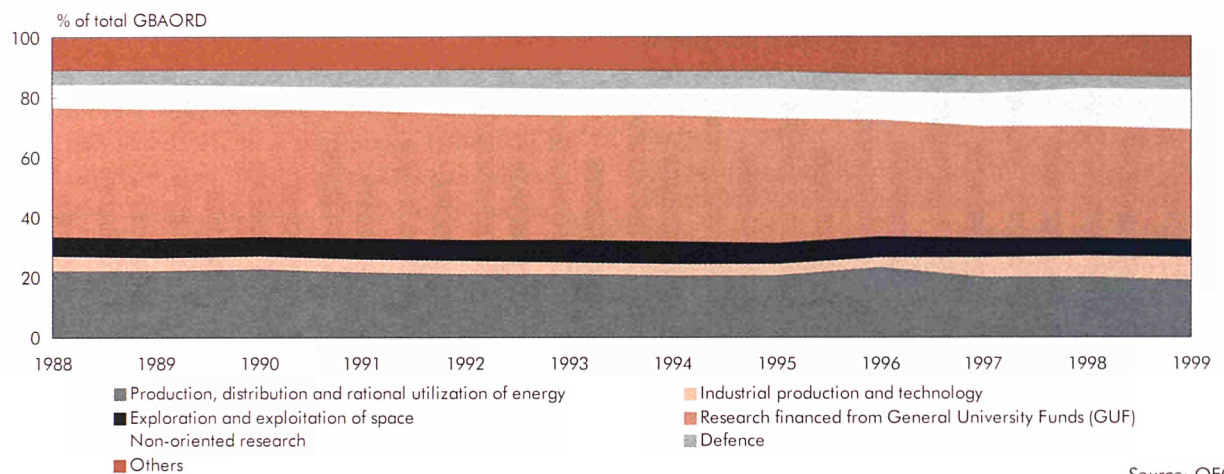 % of total GBAORD
100
80
60
40
20
0
1988 1989 1990 1991 1992 1993 1994 1995 1996 1997 1998 1999
Production, distribution and rational utilization of energy
Industrial production and technology
Exploration and exploitation of space
Research financed from General University Funds (GUF)
Non-oriented research
Defence
Others
Source: